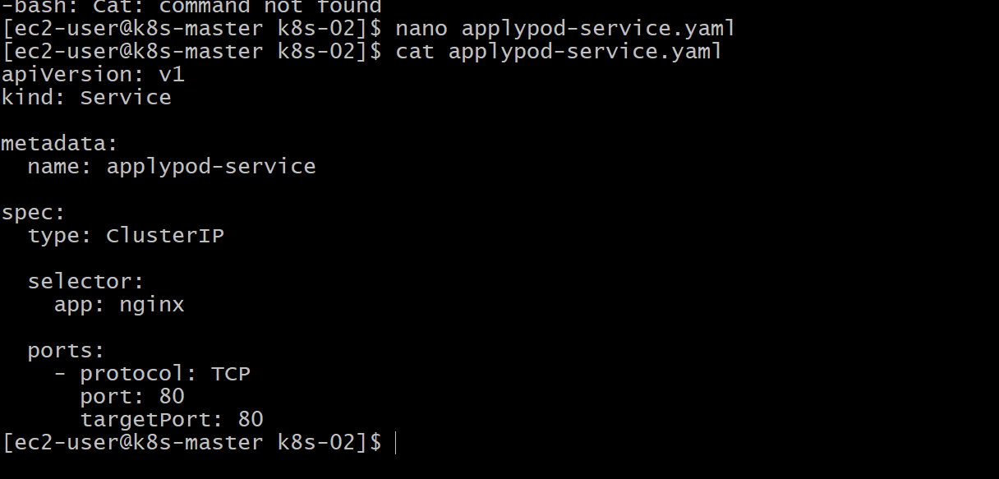 -bash: Cat: command not found
[ec2-user@k8s-master k8s-02]$ nano applypod-service.yaml
[ec2-user@k8s-master k8s-02]$ cat applypod-service.yaml
apiVersion: v1
kind: Service

metadata:
  name: applypod-service

spec:
  type: ClusterIP

  selector:
    app: nginx

  ports:
    - protocol: TCP
      port: 80
      targetPort: 80
[ec2-user@k8s-master k8s-02]$